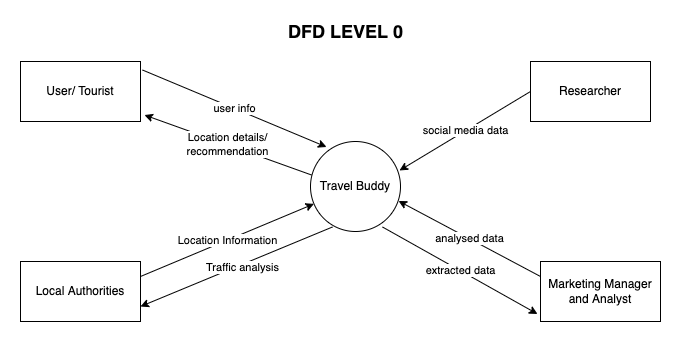 DFD LEVEL 0
User/ Tourist
Researcher
user info
social media data
Location details/
recommendation
Travel Buddy
Location Information
analysed data
Traffic analysis
extracted data
Local Authorities
Marketing Manager
and Analyst